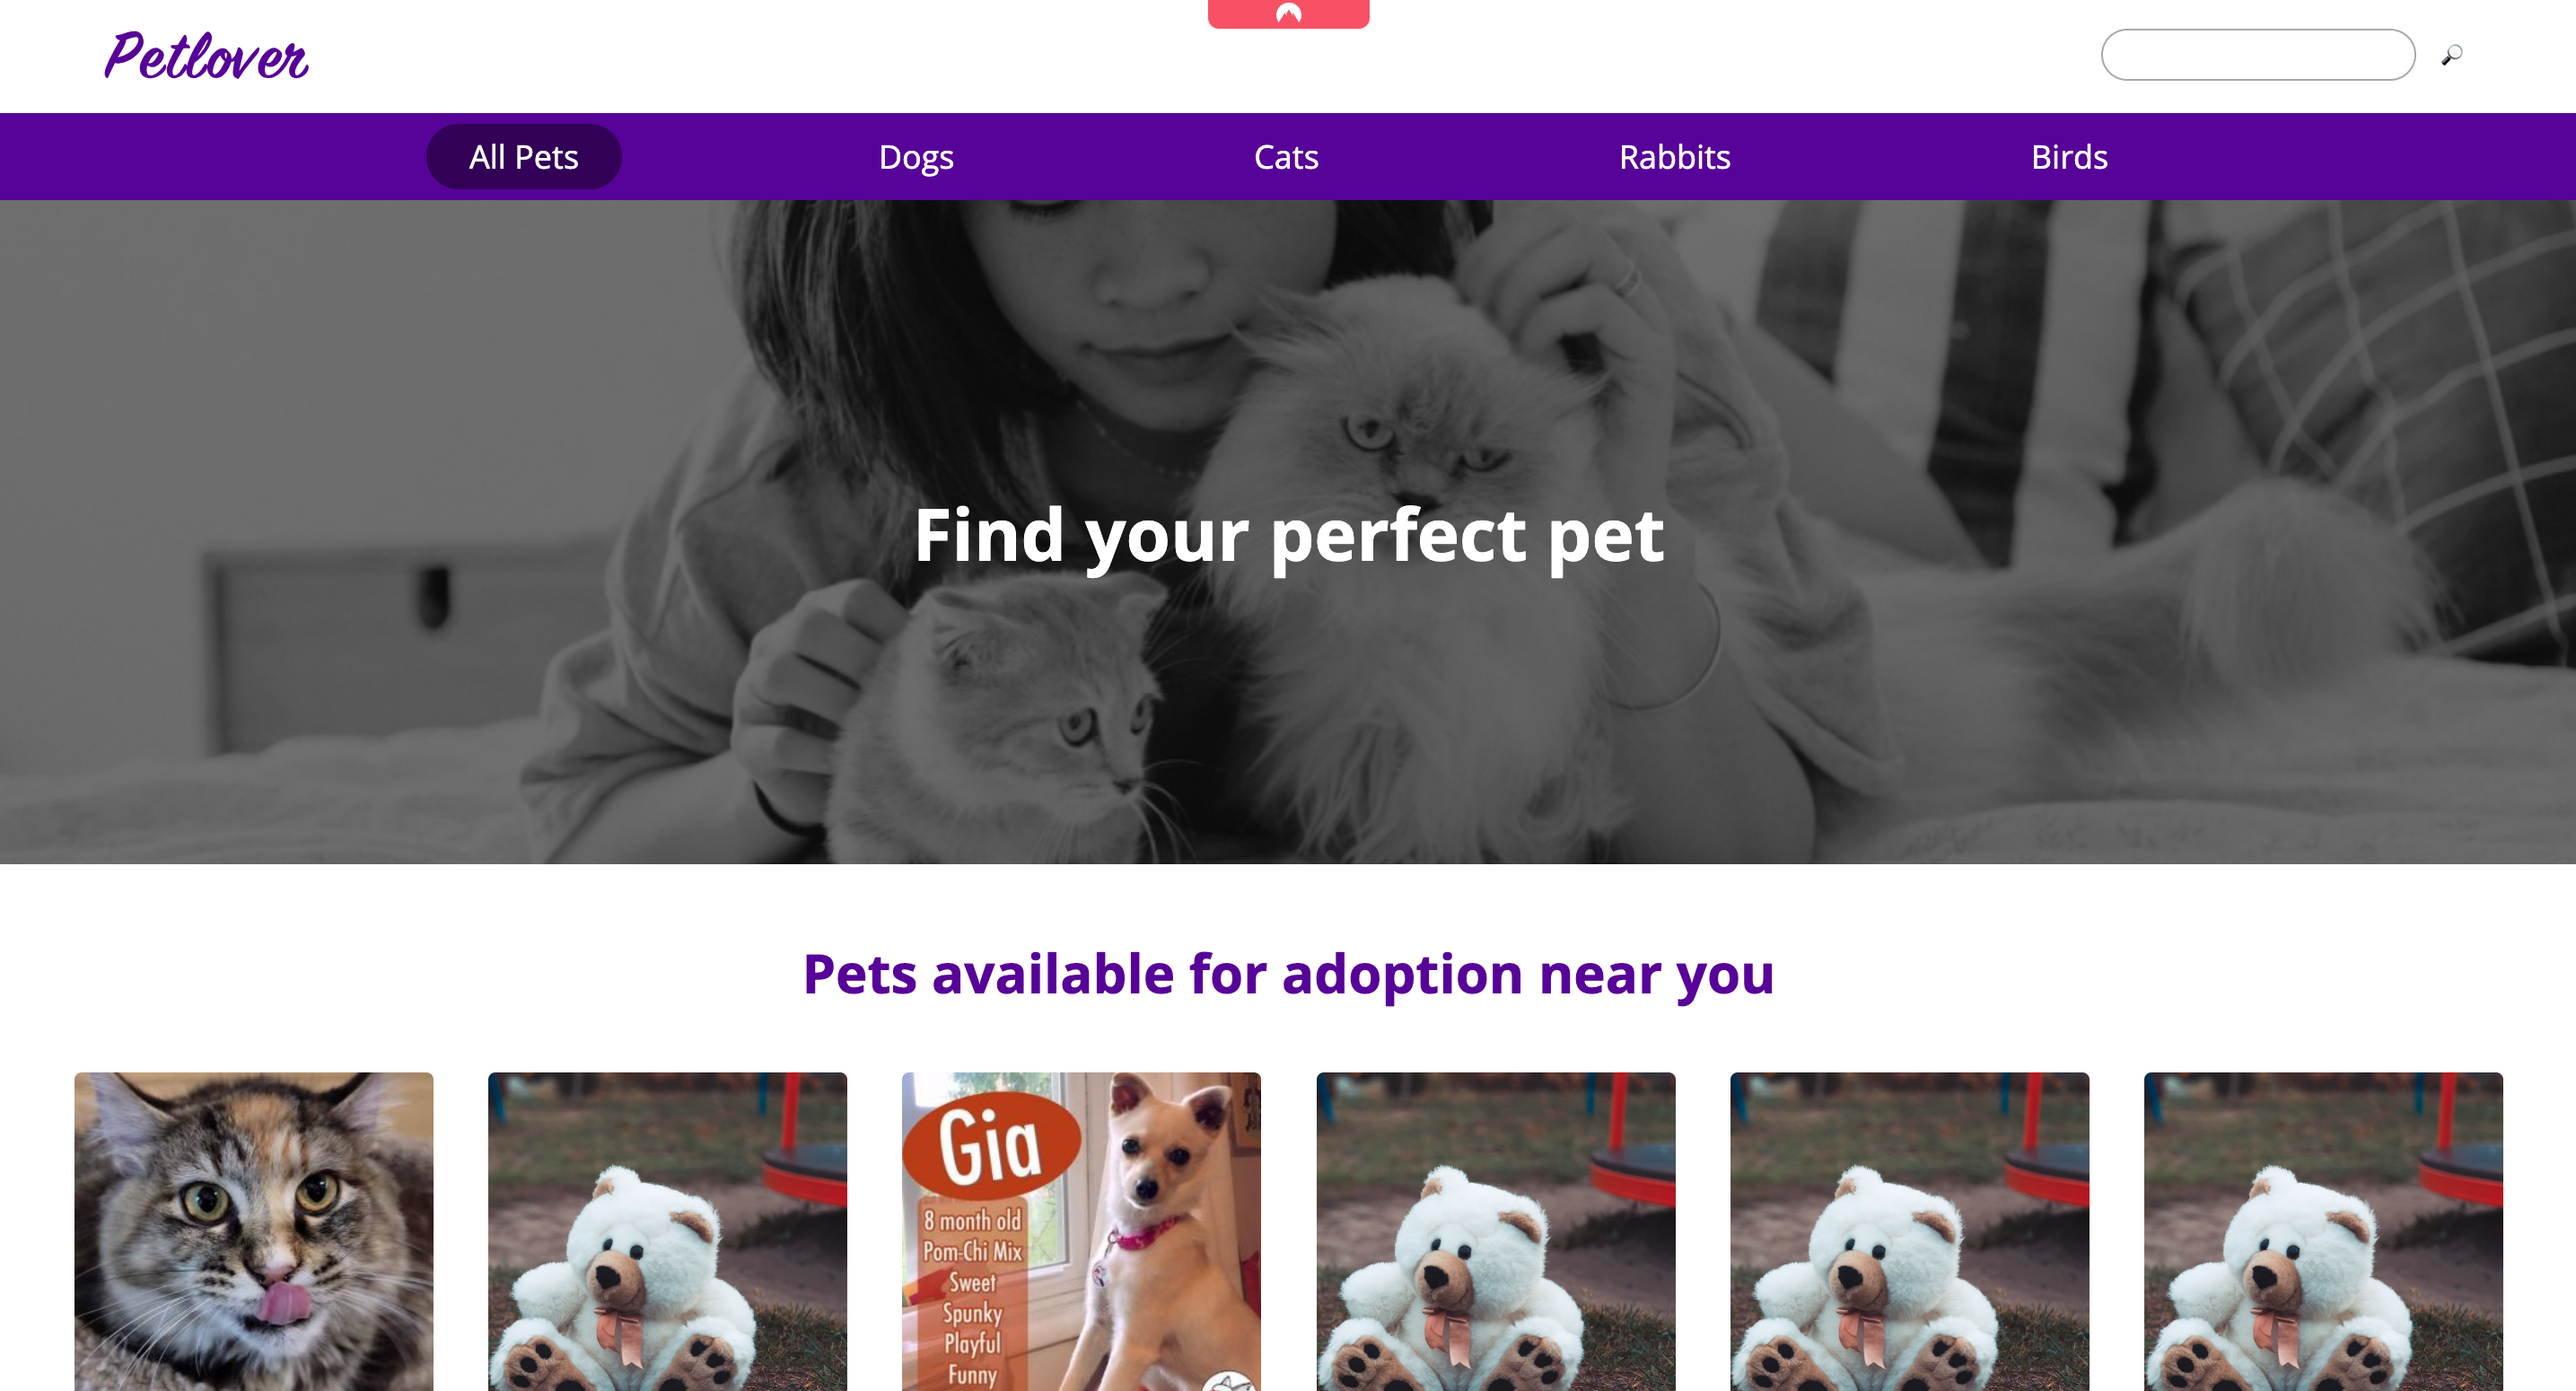 Petlover
All Pets
Dogs
Cats
Rabbits
Birds
Find your perfect pet
Pets available for adoption near you
Gia
8 month old
Pom-Chi Mix
Sweet
Spunky
Playful
Funny